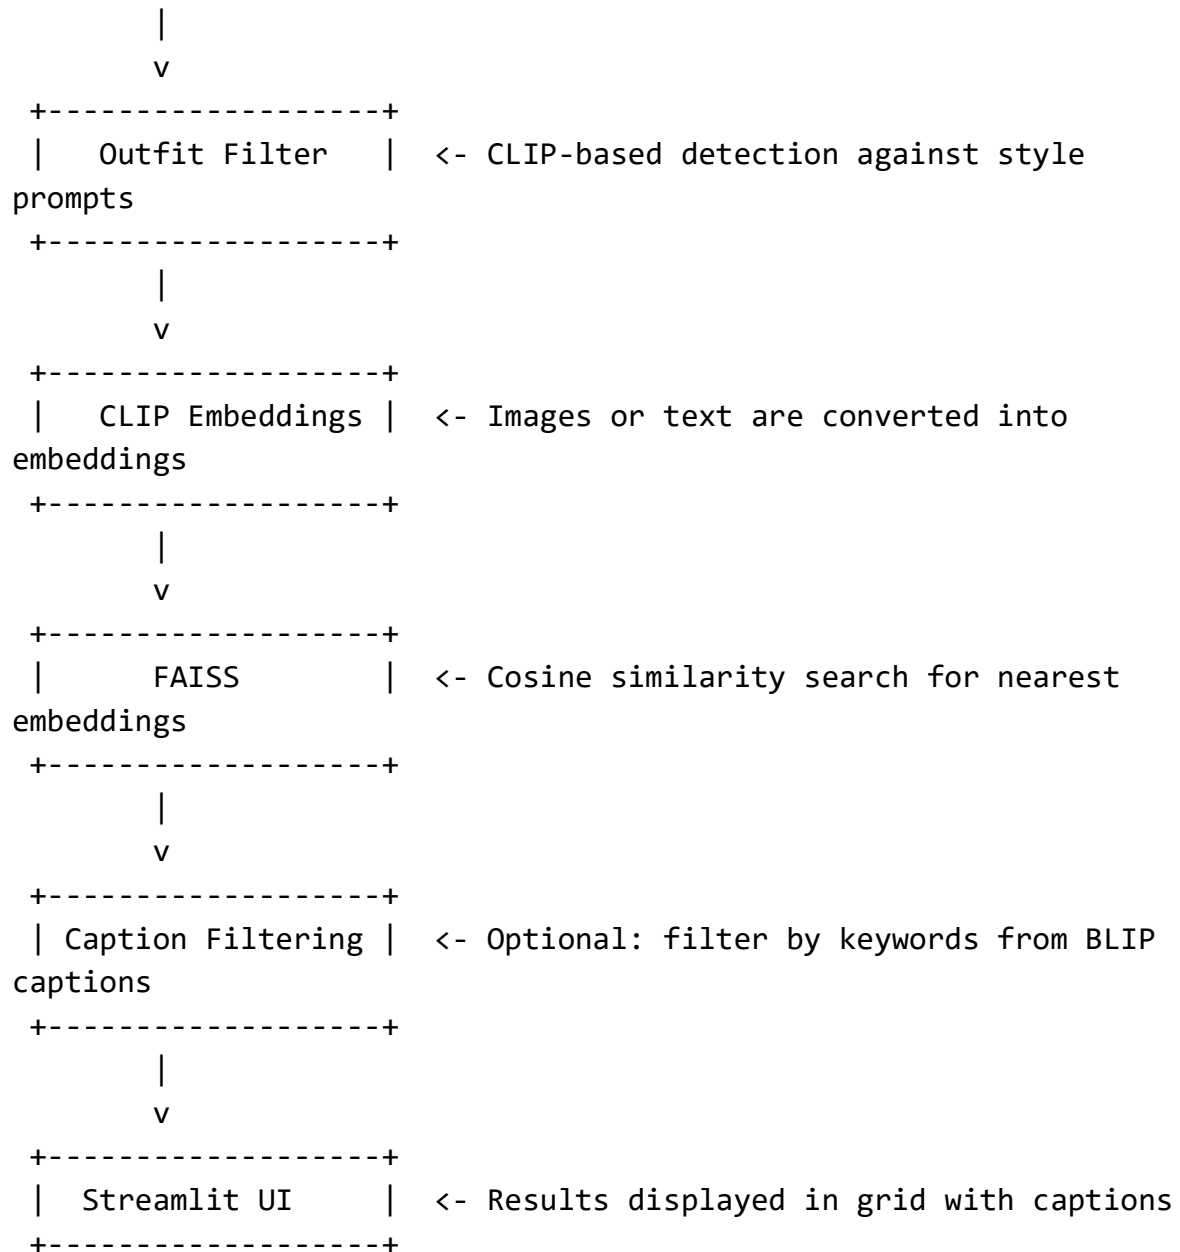 |
v
+-------------------+
|   Outfit Filter   |  <- CLIP-based detection against style
prompts
+-------------------+
|
v
+-------------------+
|   CLIP Embeddings |  <- Images or text are converted into
embeddings
+-------------------+
|
v
+-------------------+
|      FAISS        |  <- Cosine similarity search for nearest
embeddings
+-------------------+
|
v
+-------------------+
| Caption Filtering |  <- Optional: filter by keywords from BLIP
captions
+-------------------+
|
v
+-------------------+
|  Streamlit UI     |  <- Results displayed in grid with captions
+-------------------+